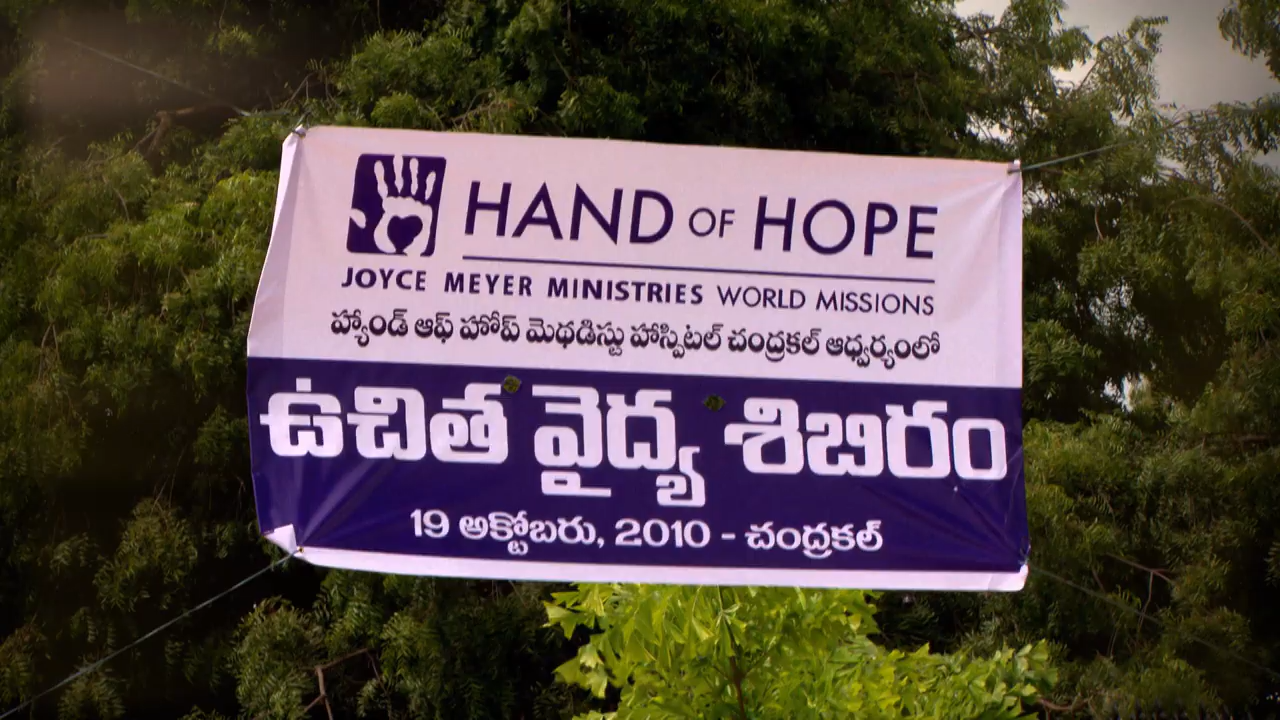 HAND OF HOPE
JOYCE MEYER MINISTRIES WORLD MISSIONS
హ్యాండ్ ఆఫ్ హోప్ మెథడిస్టు హాస్పిటల్ చంద్రకల్ ఆధ్వర్యంలో
ఉచిత వైద్య శిబిరం
19 అక్టోబరు, 2010 - చంద్రకల్